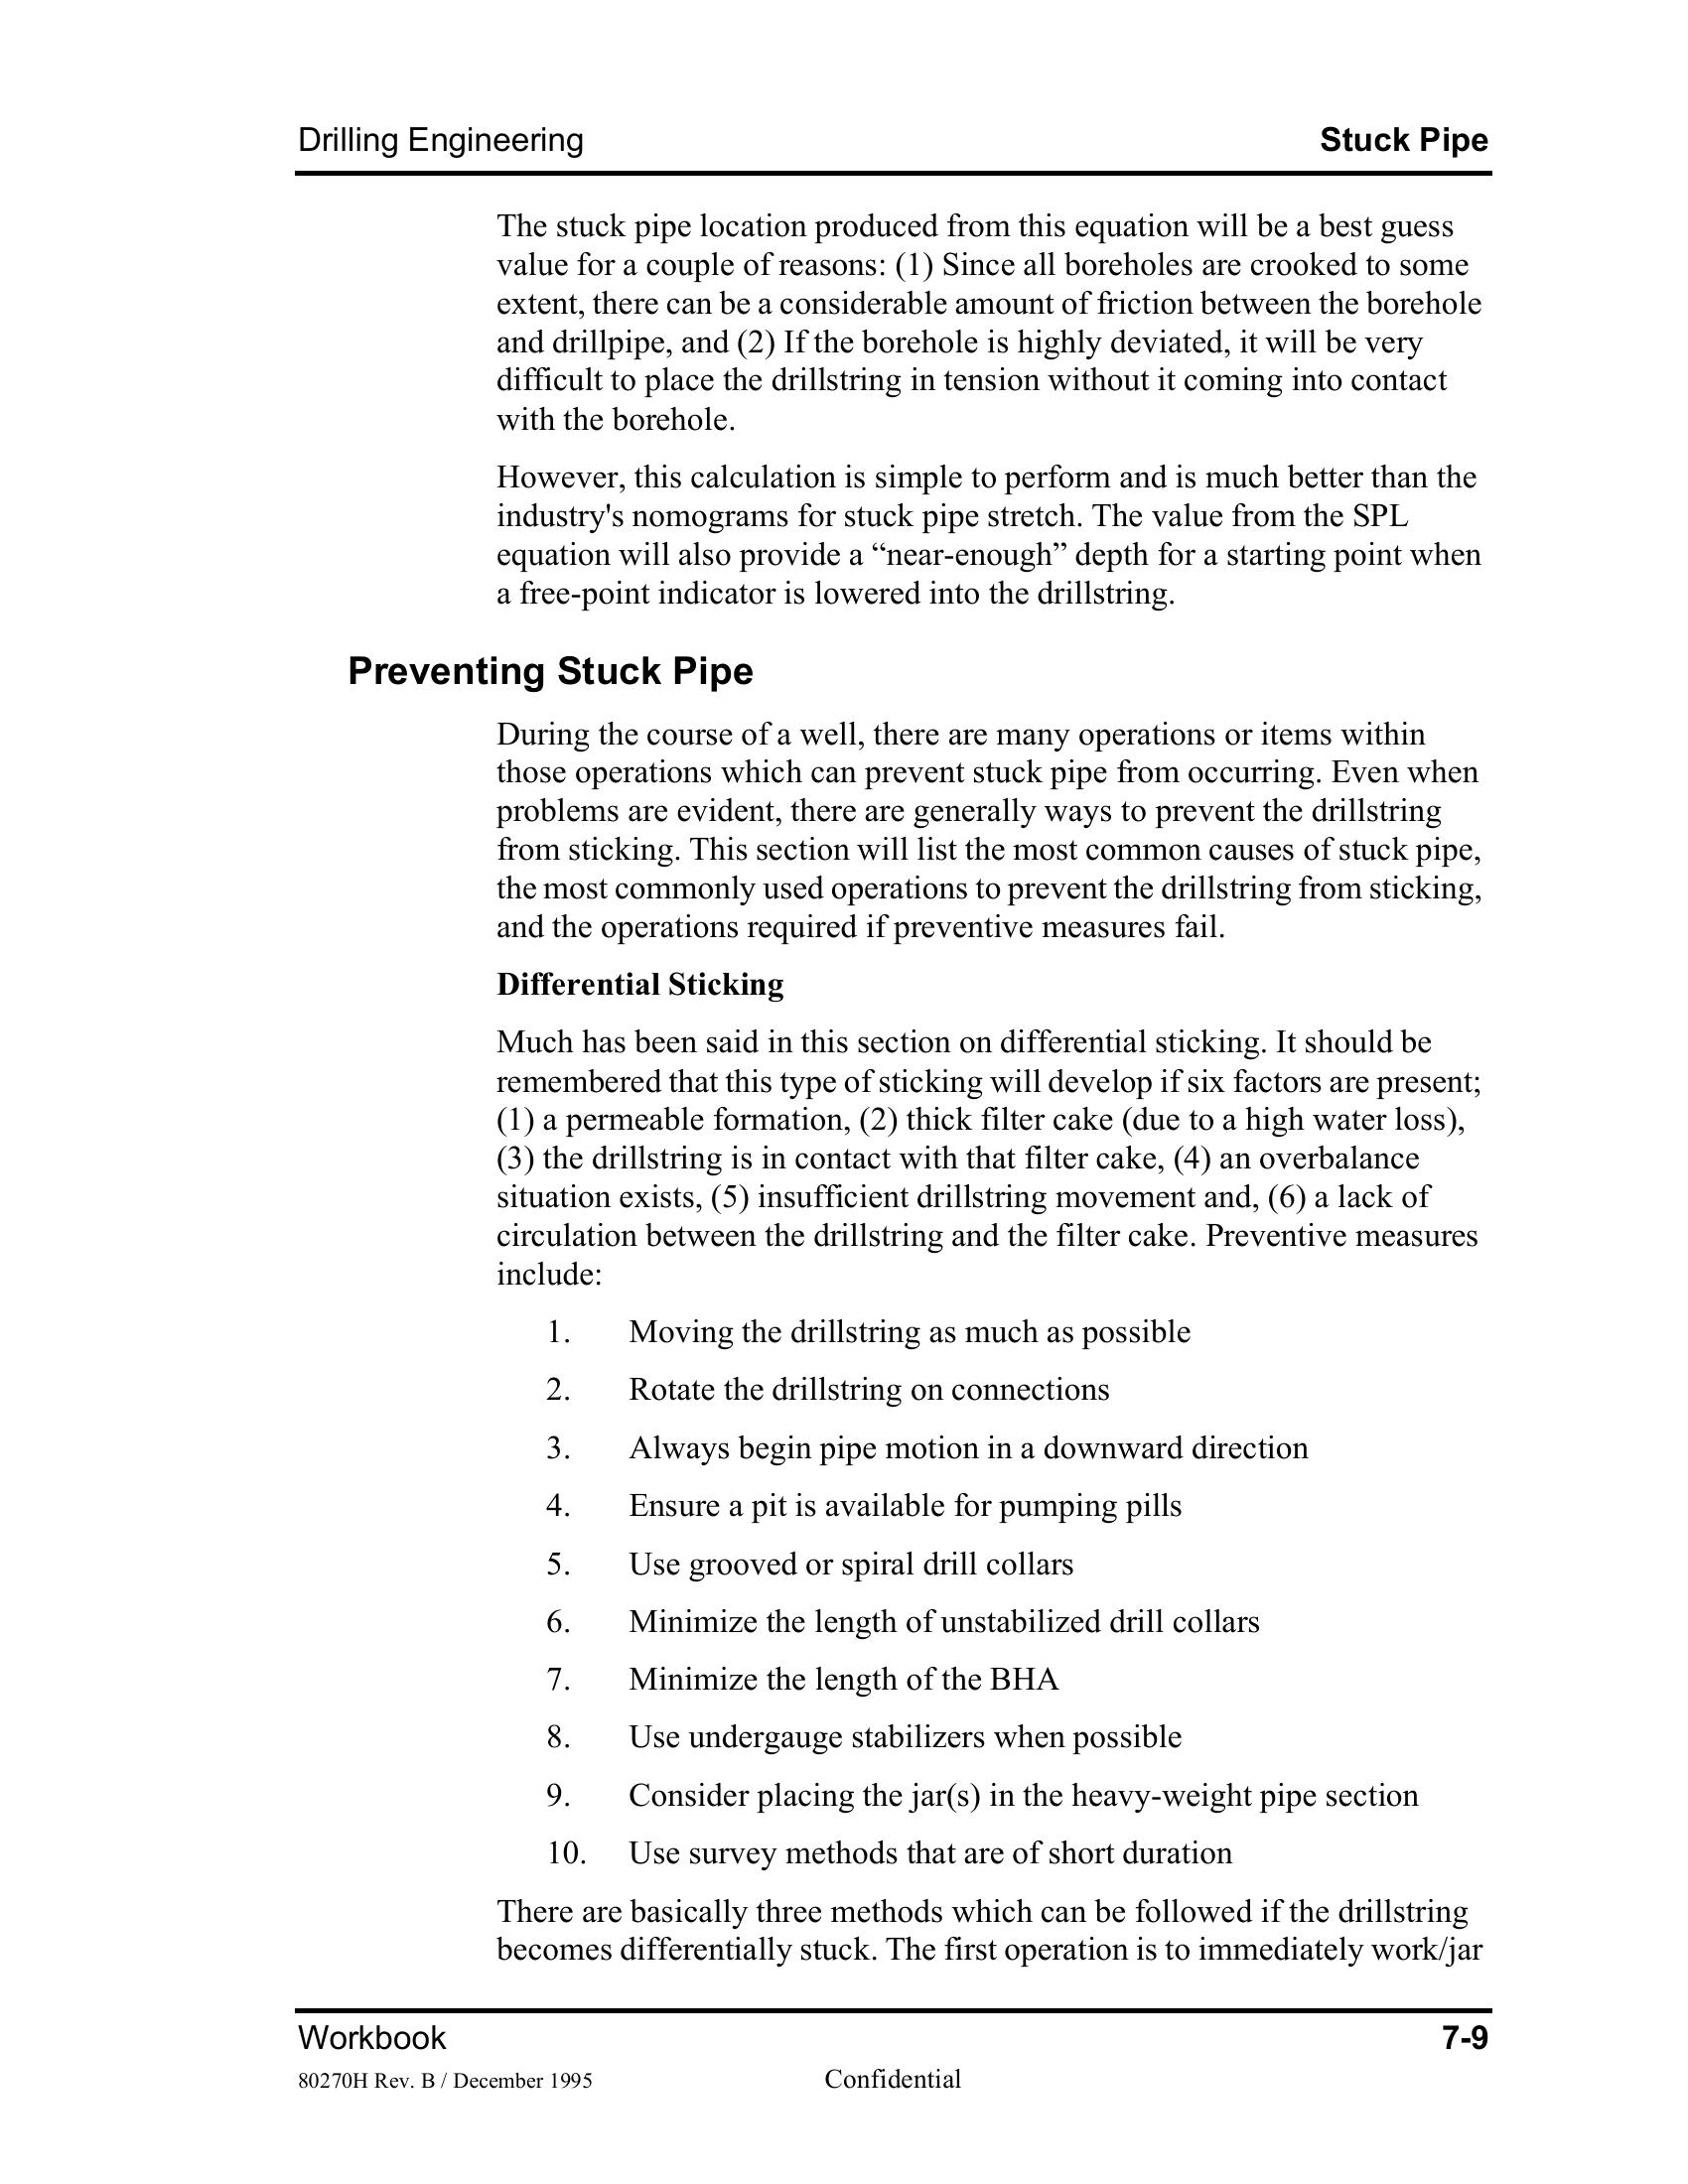 Drilling Engineering Stuck Pipe
The stuck pipe location produced from this equation will be a best guess
value for a couple of reasons: (1) Since all boreholes are crooked to some
extent, there can be a considerable amount of friction between the borehole
and drillpipe, and (2) If the borehole is highly deviated, it will be very
difficult to place the drillstring in tension without it coming into contact
with the borehole.
However, this calculation is simple to perform and is much better than the
industry's nomograms for stuck pipe stretch. The value from the SPL
equation will also provide a “near-enough” depth for a starting point when
a free-point indicator is lowered into the drillstring.
Preventing Stuck Pipe
During the course of a well, there are many operations or items within
those operations which can prevent stuck pipe from occurring. Even when
problems are evident, there are generally ways to prevent the drillstring
from sticking. This section will list the most common causes of stuck pipe,
the most commonly used operations to prevent the drillstring from sticking,
and the operations required if preventive measures fail.
Differential Sticking
Much has been said in this section on differential sticking. It should be
remembered that this type of sticking will develop if six factors are present;
(1) a permeable formation, (2) thick filter cake (due to a high water loss),
(3) the drillstring is in contact with that filter cake, (4) an overbalance
situation exists, (5) insufficient drillstring movement and, (6) a lack of
circulation between the drillstring and the filter cake. Preventive measures
include:
1. Moving the drillstring as much as possible
2. Rotate the drillstring on connections
3. Always begin pipe motion in a downward direction
4. Ensure a pit is available for pumping pills
5. Use grooved or spiral drill collars
6. Minimize the length of unstabilized drill collars
7. Minimize the length of the BHA
8. Use undergauge stabilizers when possible
9. Consider placing the jar(s) in the heavy-weight pipe section
10. Use survey methods that are of short duration
There are basically three methods which can be followed if the drillstring
becomes differentially stuck. The first operation is to immediately work/jar
Workbook 7-9
80270H Rev. B / December 1995 Confidential